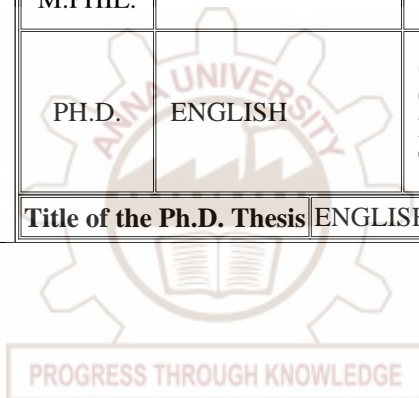 M.PHIL.
ANNA UNIVERSITY
PH.D. ENGLISH
Title of the Ph.D. Thesis ENGLISH
PROGRESS THROUGH KNOWLEDGE